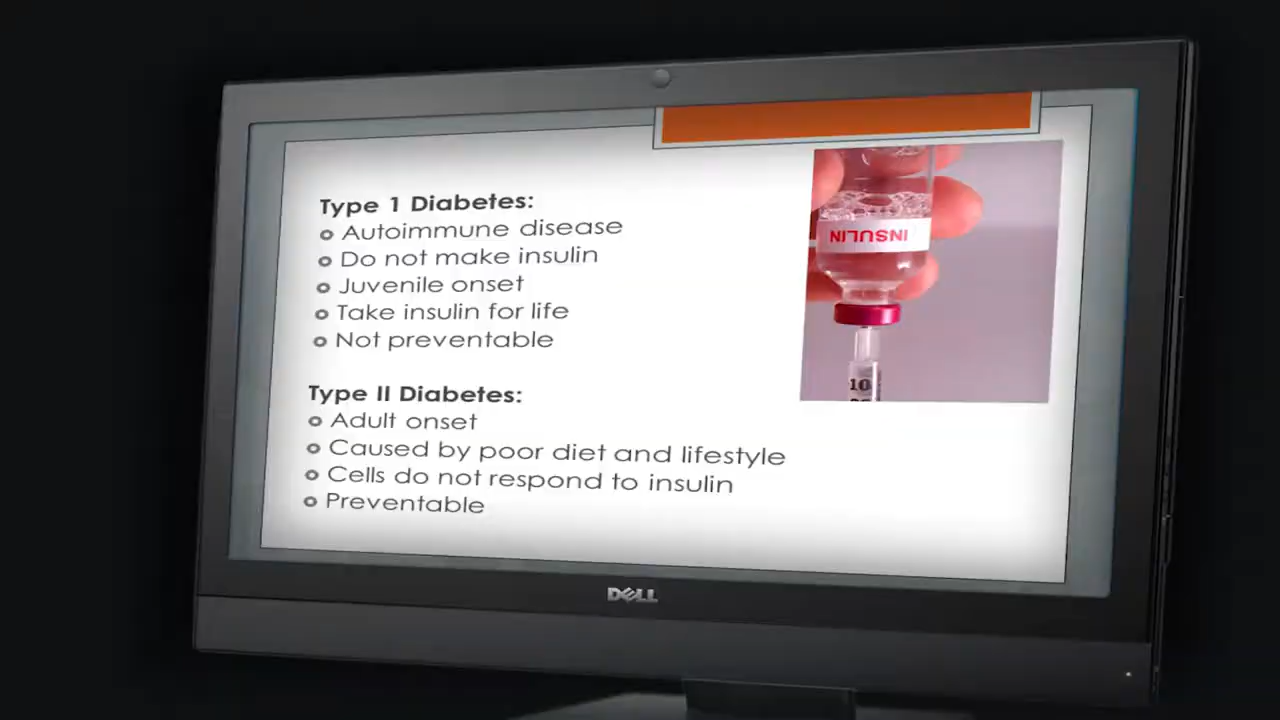 Type 1 Diabetes:
Autoimmune disease
Do not make insulin
Juvenile onset
Take insulin for life
Not preventable
Type II Diabetes:
Adult onset
Caused by poor diet and lifestyle
Cells do not respond to insulin
Preventable
INSULIN
10
DELL